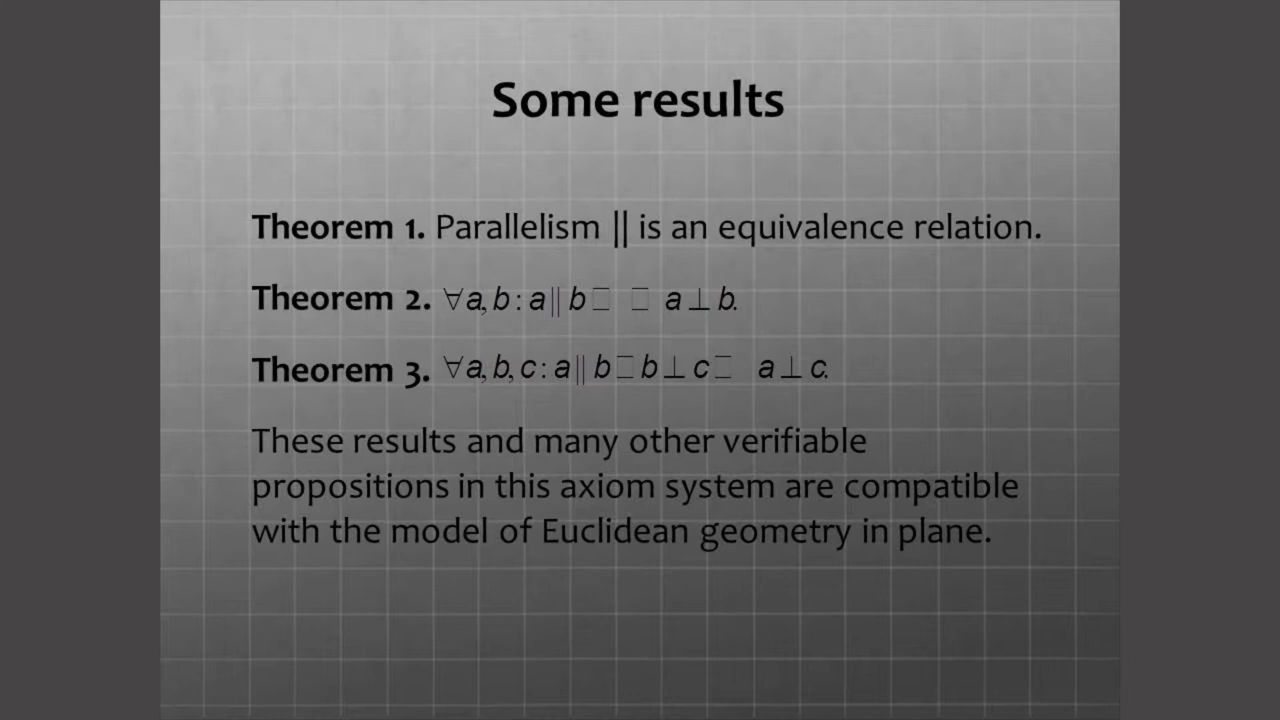 Some results
Theorem 1. Parallelism || is an equivalence relation.
Theorem 2. ∀a,b:a||b□ □ a⊥b.
Theorem 3. ∀a,b,c:a||b□b⊥c□ a⊥c.
These results and many other verifiable
propositions in this axiom system are compatible
with the model of Euclidean geometry in plane.